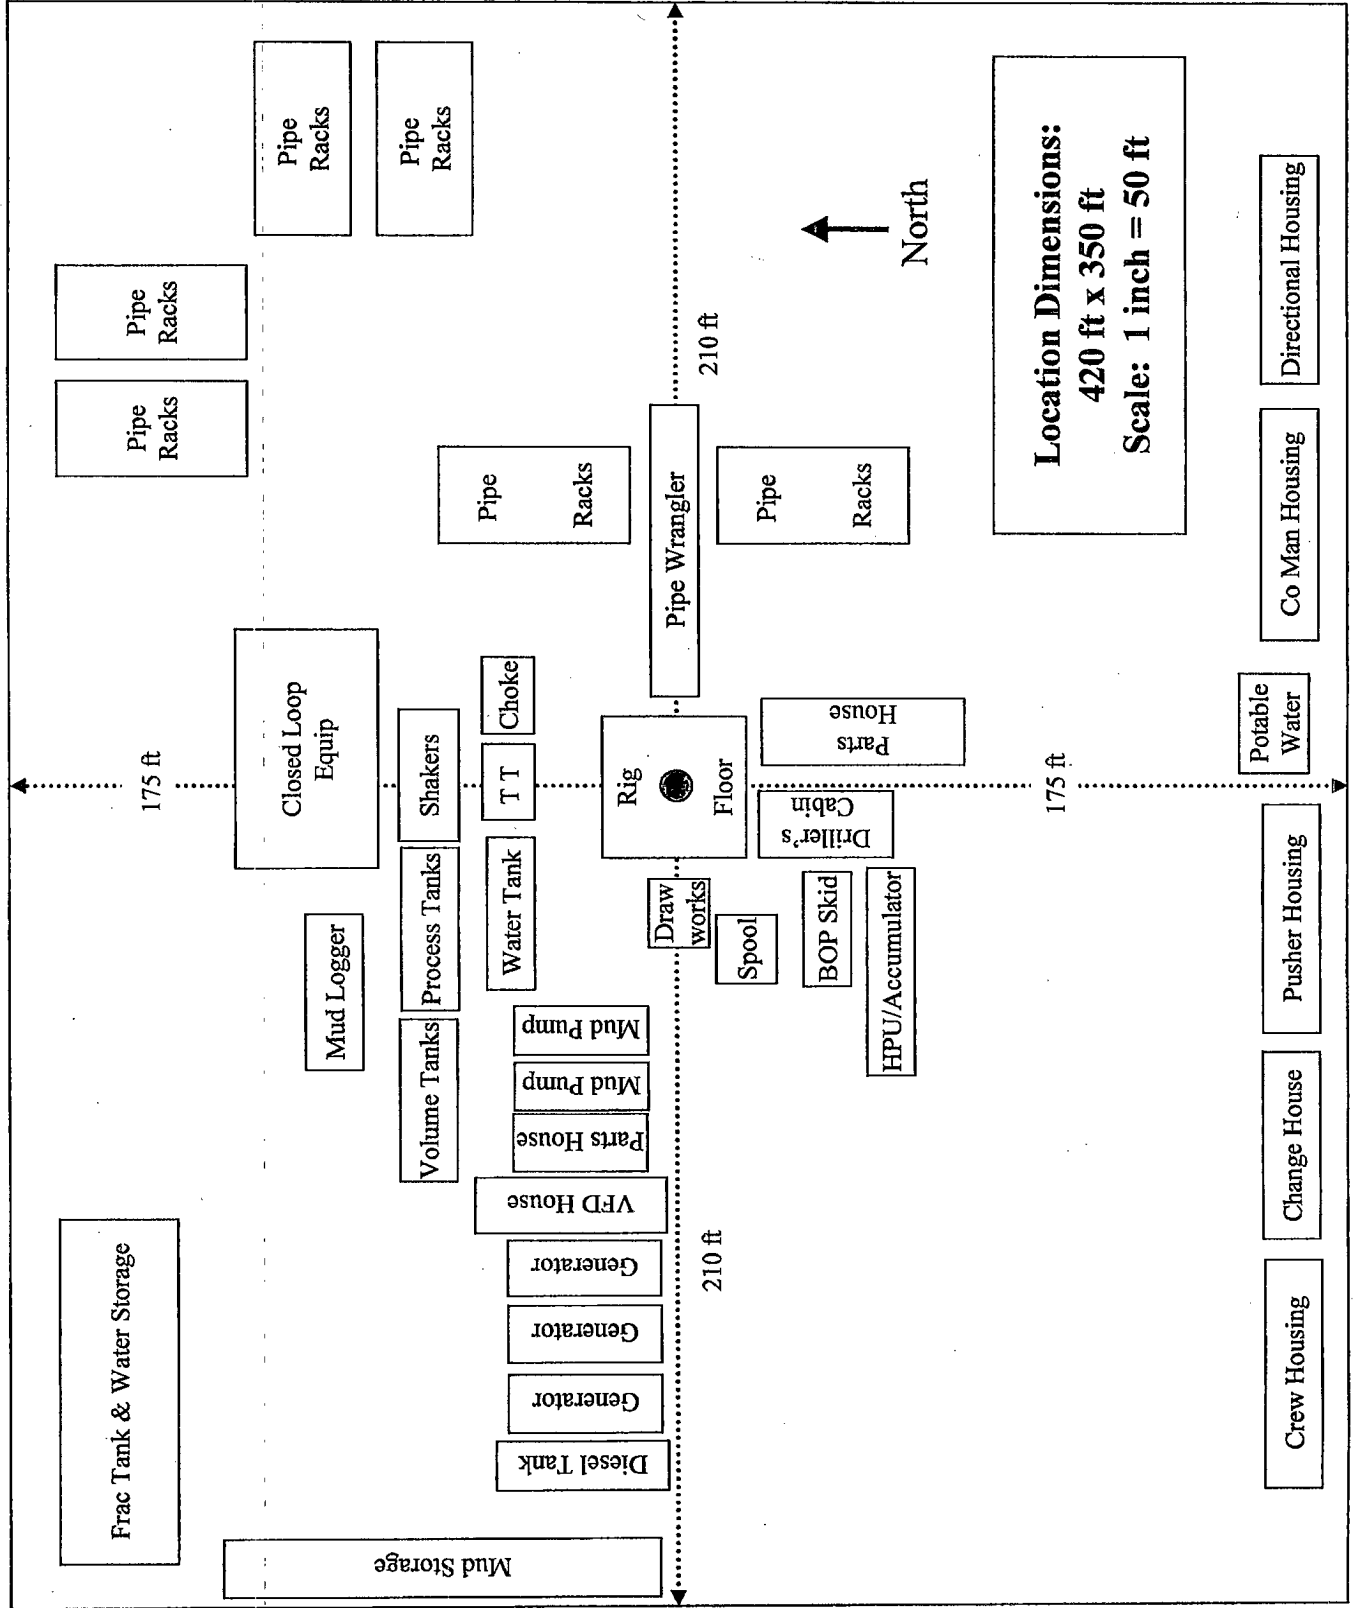 Frac Tank & Water Storage
Mud Storage
Diesel Tank
Generator
Generator
Generator
VFD House
Parts House
Mud Pump
Mud Pump
Volume Tanks
Mud Logger
Process Tanks
Water Tank
Closed Loop
Equip
Shakers
T T
Choke
175 ft
Pipe
Racks
Pipe
Racks
Pipe
Racks
Pipe
Racks
Pipe
Racks
Pipe Wrangler
Pipe
Racks
210 ft
210 ft
Rig
Floor
Draw
works
Spool
BOP Skid
HPU/Accumulator
Driller's
Cabin
Parts
House
175 ft
North
Location Dimensions:
420 ft x 350 ft
Scale: 1 inch = 50 ft
Crew Housing
Change House
Pusher Housing
Potable
Water
Co Man Housing
Directional Housing